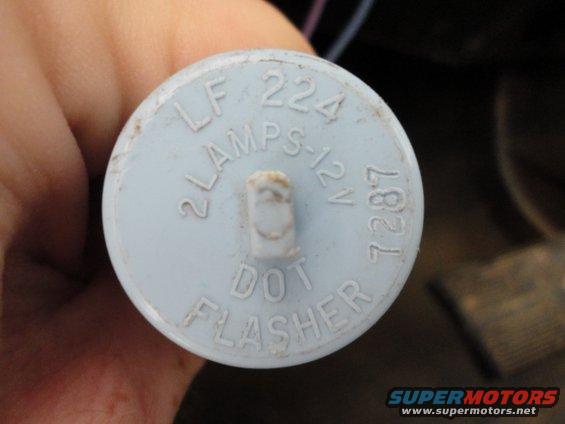 LF 224
2 LAMPS-12V
7287
DOT
FLASHER
SUPERMOTORS
www.supermotors.net